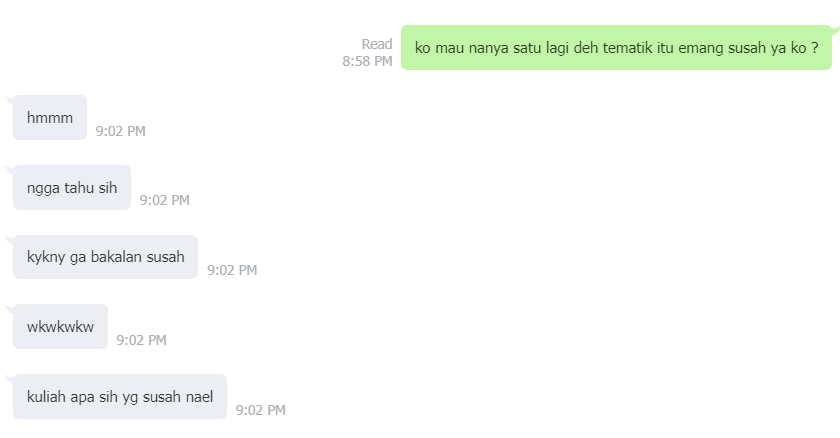 ko mau nanya satu lagi deh tematik itu emang susah ya ko ?
Read
8:58 PM
hmmm
9:02 PM
ngga tahu sih
9:02 PM
kykny ga bakalan susah
9:02 PM
wkwkwkw
9:02 PM
kuliah apa sih yg susah nael
9:02 PM